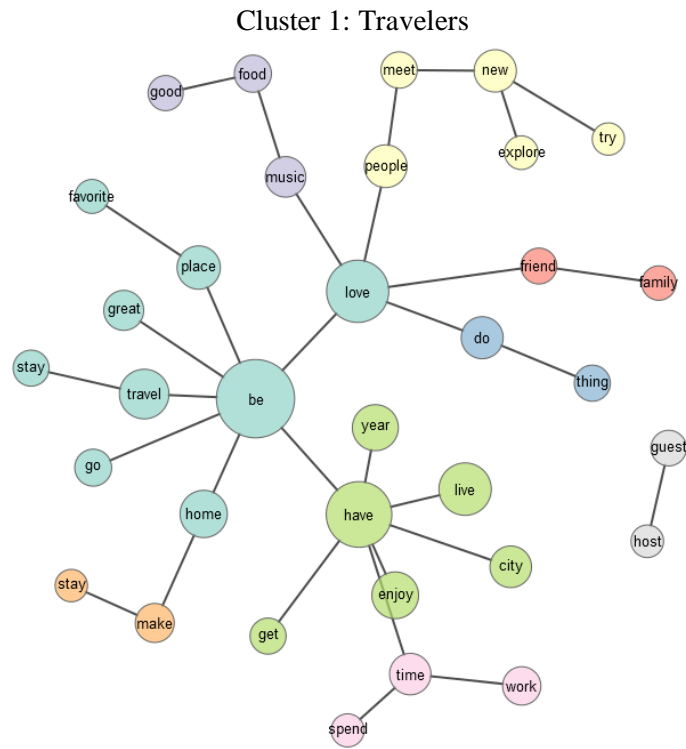 Cluster 1: Travelers
good
food
meet
new
try
explore
people
music
favorite
place
friend
family
love
great
do
thing
stay
travel
be
year
guest
go
live
home
have
host
city
stay
enjoy
make
get
time
work
spend